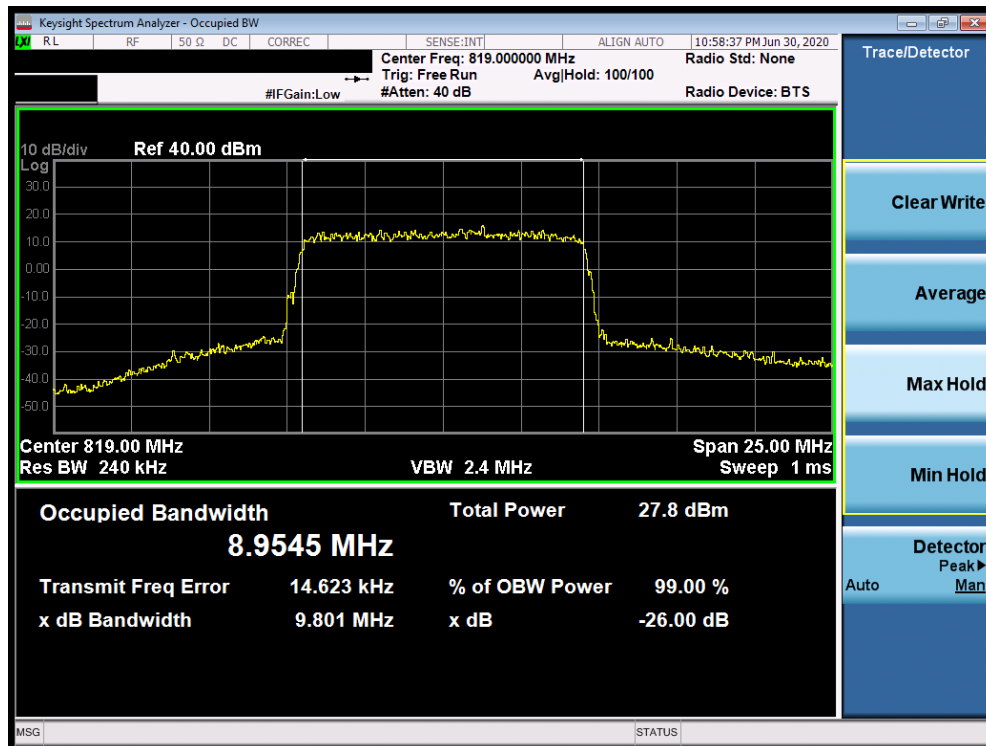 Keysight Spectrum Analyzer - Occupied BW
LXI RL RF 50 Ω DC CORREC SENSE:INT ALIGN AUTO 10:58:37 PM Jun 30, 2020
Center Freq: 819.000000 MHz Radio Std: None
Trig: Free Run Avg|Hold: 100/100
#IFGain:Low #Atten: 40 dB Radio Device: BTS
10 dB/div Ref 40.00 dBm
Log
30.0
20.0
10.0
0.00
-10.0
-20.0
-30.0
-40.0
-50.0
Center 819.00 MHz Span 25.00 MHz
Res BW 240 kHz VBW 2.4 MHz Sweep 1 ms
Occupied Bandwidth Total Power 27.8 dBm
8.9545 MHz
Transmit Freq Error 14.623 kHz % of OBW Power 99.00 %
x dB Bandwidth 9.801 MHz x dB -26.00 dB
MSG STATUS
Trace/Detector
Clear Write
Average
Max Hold
Min Hold
Detector
Peak▶
Auto Man